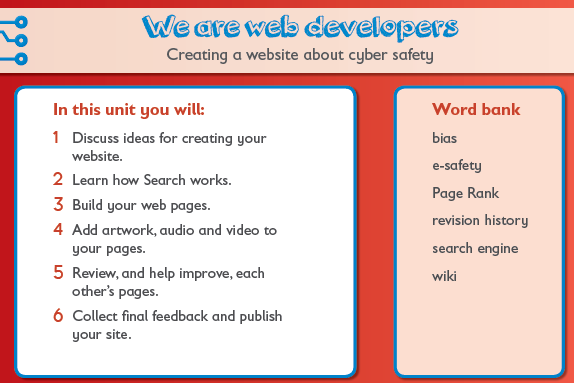 We are web developers
Creating a website about cyber safety
In this unit you will:
1 Discuss ideas for creating your
website.
2 Learn how Search works.
3 Build your web pages.
4 Add artwork, audio and video to
your pages.
5 Review, and help improve, each
other's pages.
6 Collect final feedback and publish
your site.
Word bank
bias
e-safety
Page Rank
revision history
search engine
wiki